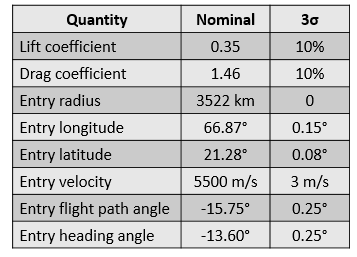 Quantity Nominal 3σ
Lift coefficient 0.35 10%
Drag coefficient 1.46 10%
Entry radius 3522 km 0
Entry longitude 66.87° 0.15°
Entry latitude 21.28° 0.08°
Entry velocity 5500 m/s 3 m/s
Entry flight path angle -15.75° 0.25°
Entry heading angle -13.60° 0.25°